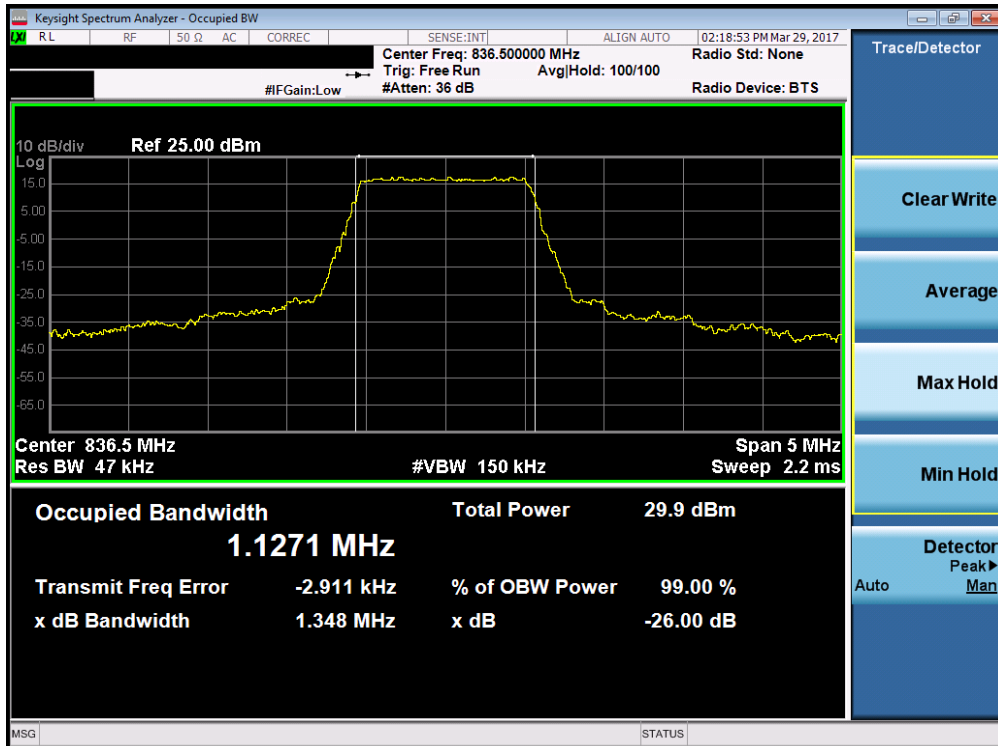 Keysight Spectrum Analyzer - Occupied BW
LXI RL RF 50 Ω AC CORREC SENSE:INT ALIGN AUTO 02:18:53 PM Mar 29, 2017
Center Freq: 836.500000 MHz Radio Std: None
Trig: Free Run Avg|Hold: 100/100
#IFGain:Low #Atten: 36 dB Radio Device: BTS
10 dB/div Ref 25.00 dBm
Log
15.0
5.00
-5.00
-15.0
-25.0
-35.0
-45.0
-55.0
-65.0
Center 836.5 MHz Span 5 MHz
Res BW 47 kHz #VBW 150 kHz Sweep 2.2 ms
Occupied Bandwidth Total Power 29.9 dBm
1.1271 MHz
Transmit Freq Error -2.911 kHz % of OBW Power 99.00 %
x dB Bandwidth 1.348 MHz x dB -26.00 dB
Trace/Detector
Clear Write
Average
Max Hold
Min Hold
Detector
Peak▶
Auto Man
MSG STATUS